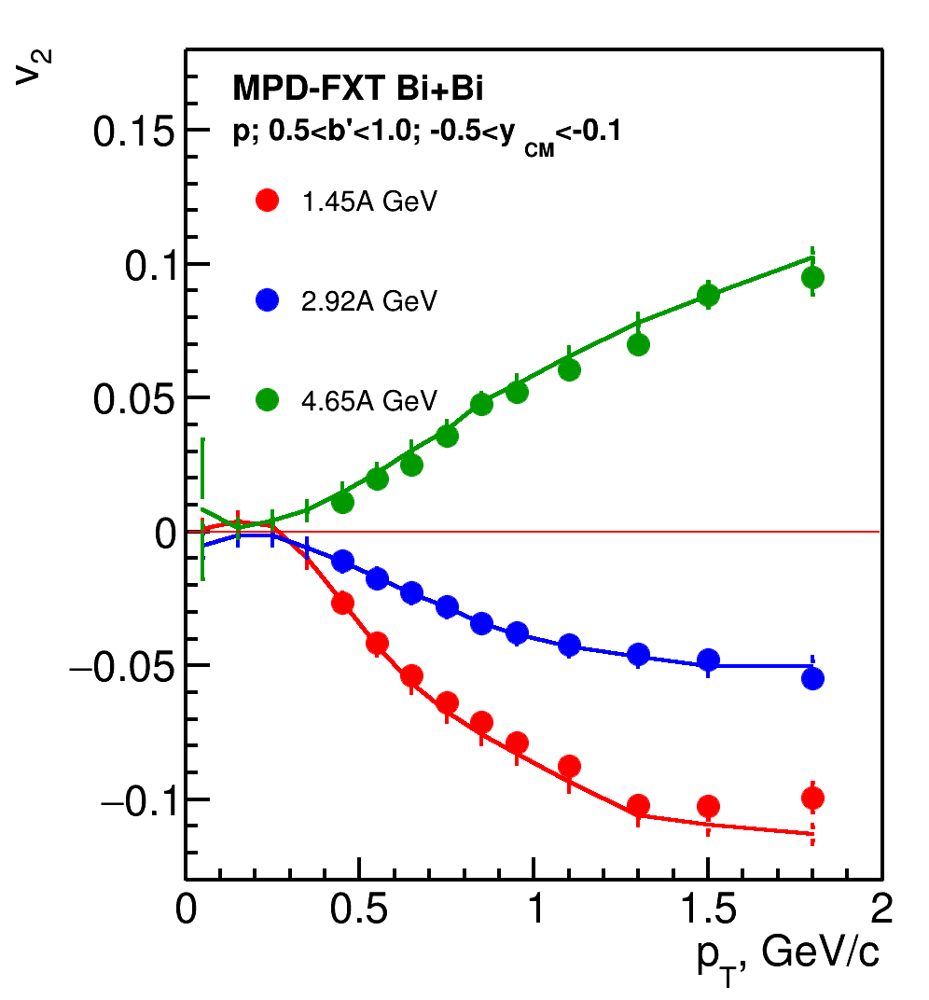 v2
MPD-FXT Bi+Bi
p; 0.5<b'<1.0; -0.5<y CM<-0.1
1.45A GeV
2.92A GeV
4.65A GeV
0.15
0.1
0.05
0
−0.05
−0.1
0 0.5 1 1.5 2
pT, GeV/c